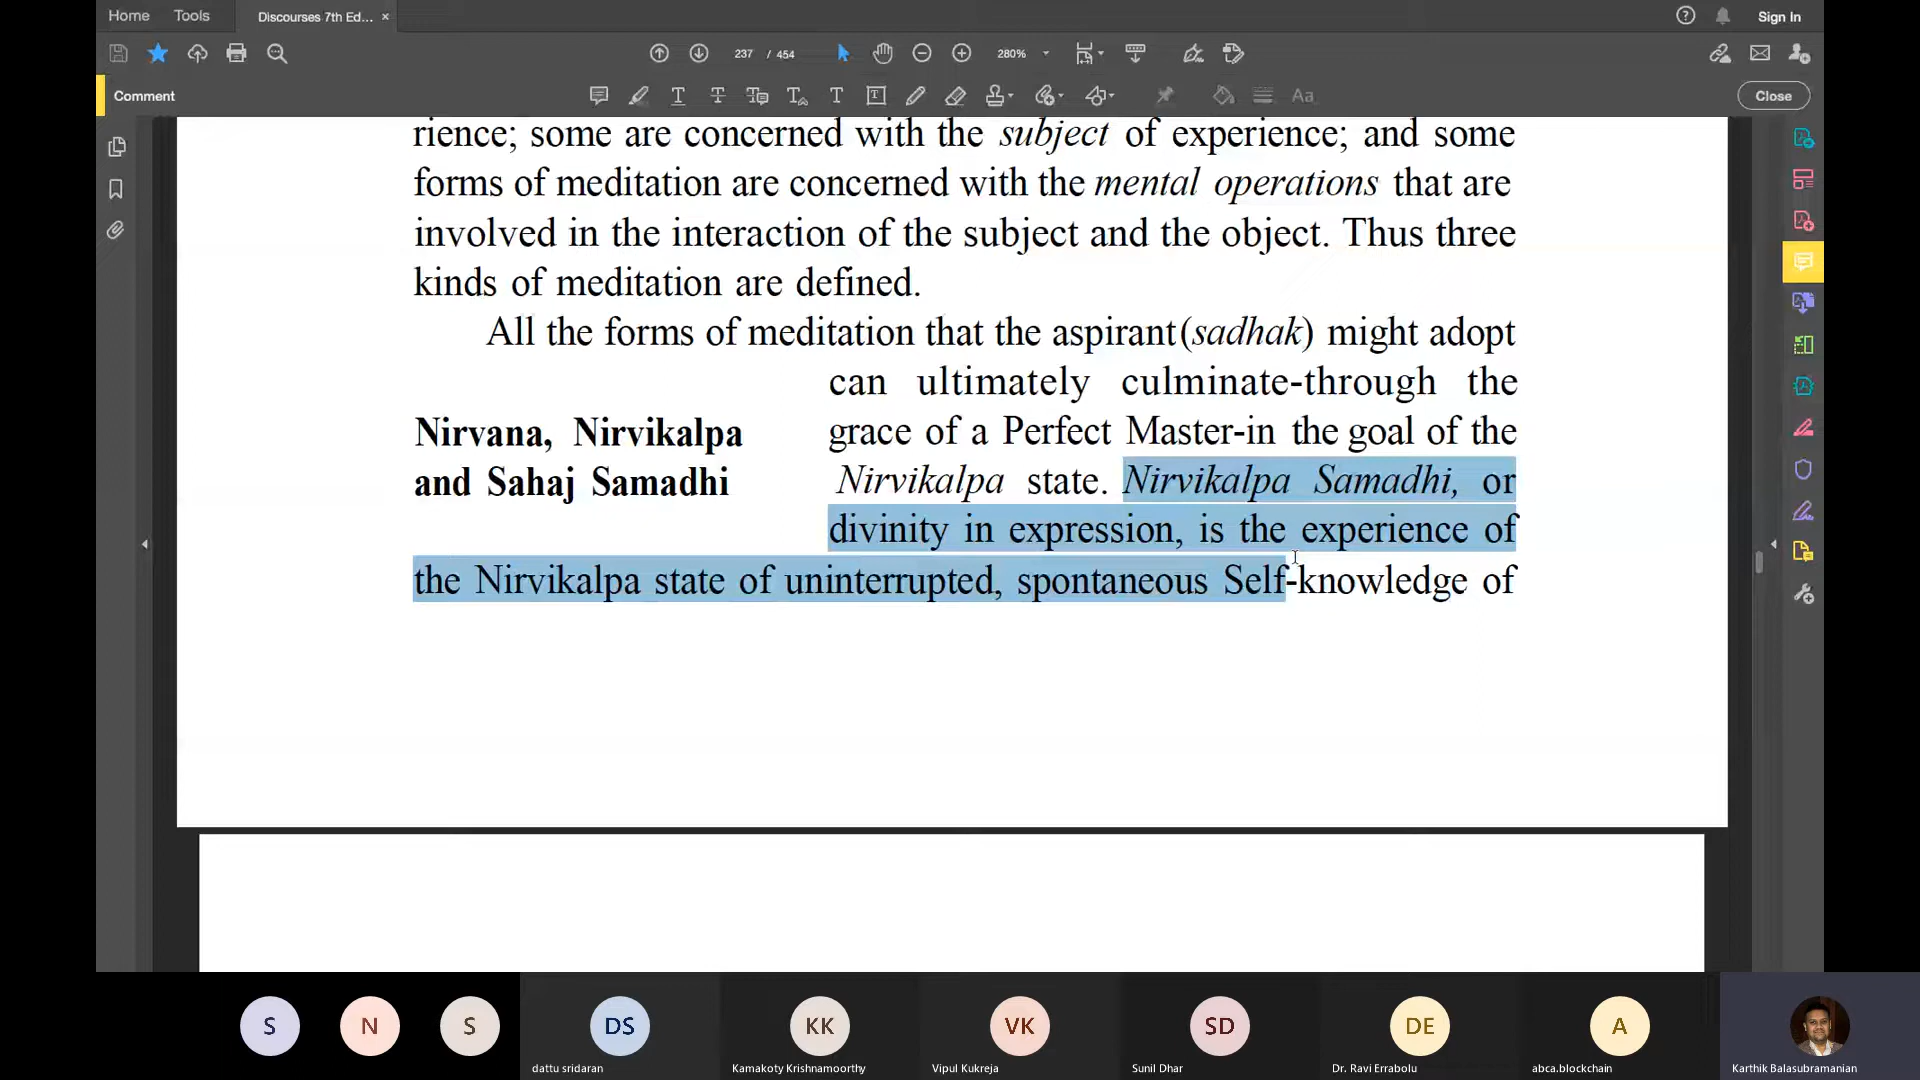 Home Tools Discourses 7th Ed... × Sign In
237 / 454 280%
Comment Close
rience; some are concerned with the subject of experience; and some
forms of meditation are concerned with the mental operations that are
involved in the interaction of the subject and the object. Thus three
kinds of meditation are defined.
All the forms of meditation that the aspirant(sadhak) might adopt
can ultimately culminate-through the
Nirvana, Nirvikalpa
and Sahaj Samadhi
grace of a Perfect Master-in the goal of the
Nirvikalpa state. Nirvikalpa Samadhi, or
divinity in expression, is the experience of
the Nirvikalpa state of uninterrupted, spontaneous Self-knowledge of
S N S DS KK VK SD DE A
dattu sridaran Kamakoty Krishnamoorthy Vipul Kukreja Sunil Dhar Dr. Ravi Errabolu abca.blockchain Karthik Balasubramanian